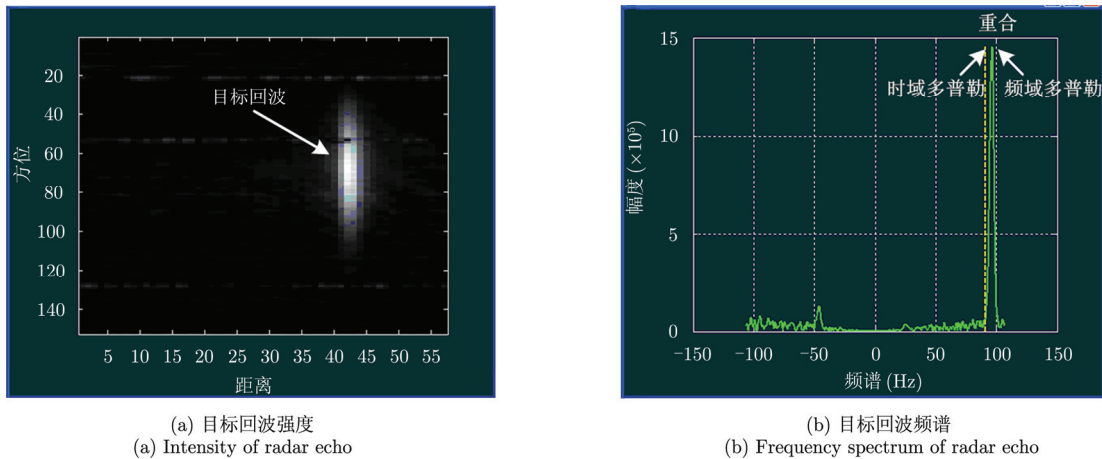 目标回波
20
40
60
80
100
120
140
方位
5 10 15 20 25 30 35 40 45 50 55
距离
(a) 目标回波强度
(a) Intensity of radar echo
重合
时域多普勒 频域多普勒
15
10
5
0
幅度 (×10⁵)
-150 -100 -50 0 50 100 150
频谱 (Hz)
(b) 目标回波频谱
(b) Frequency spectrum of radar echo